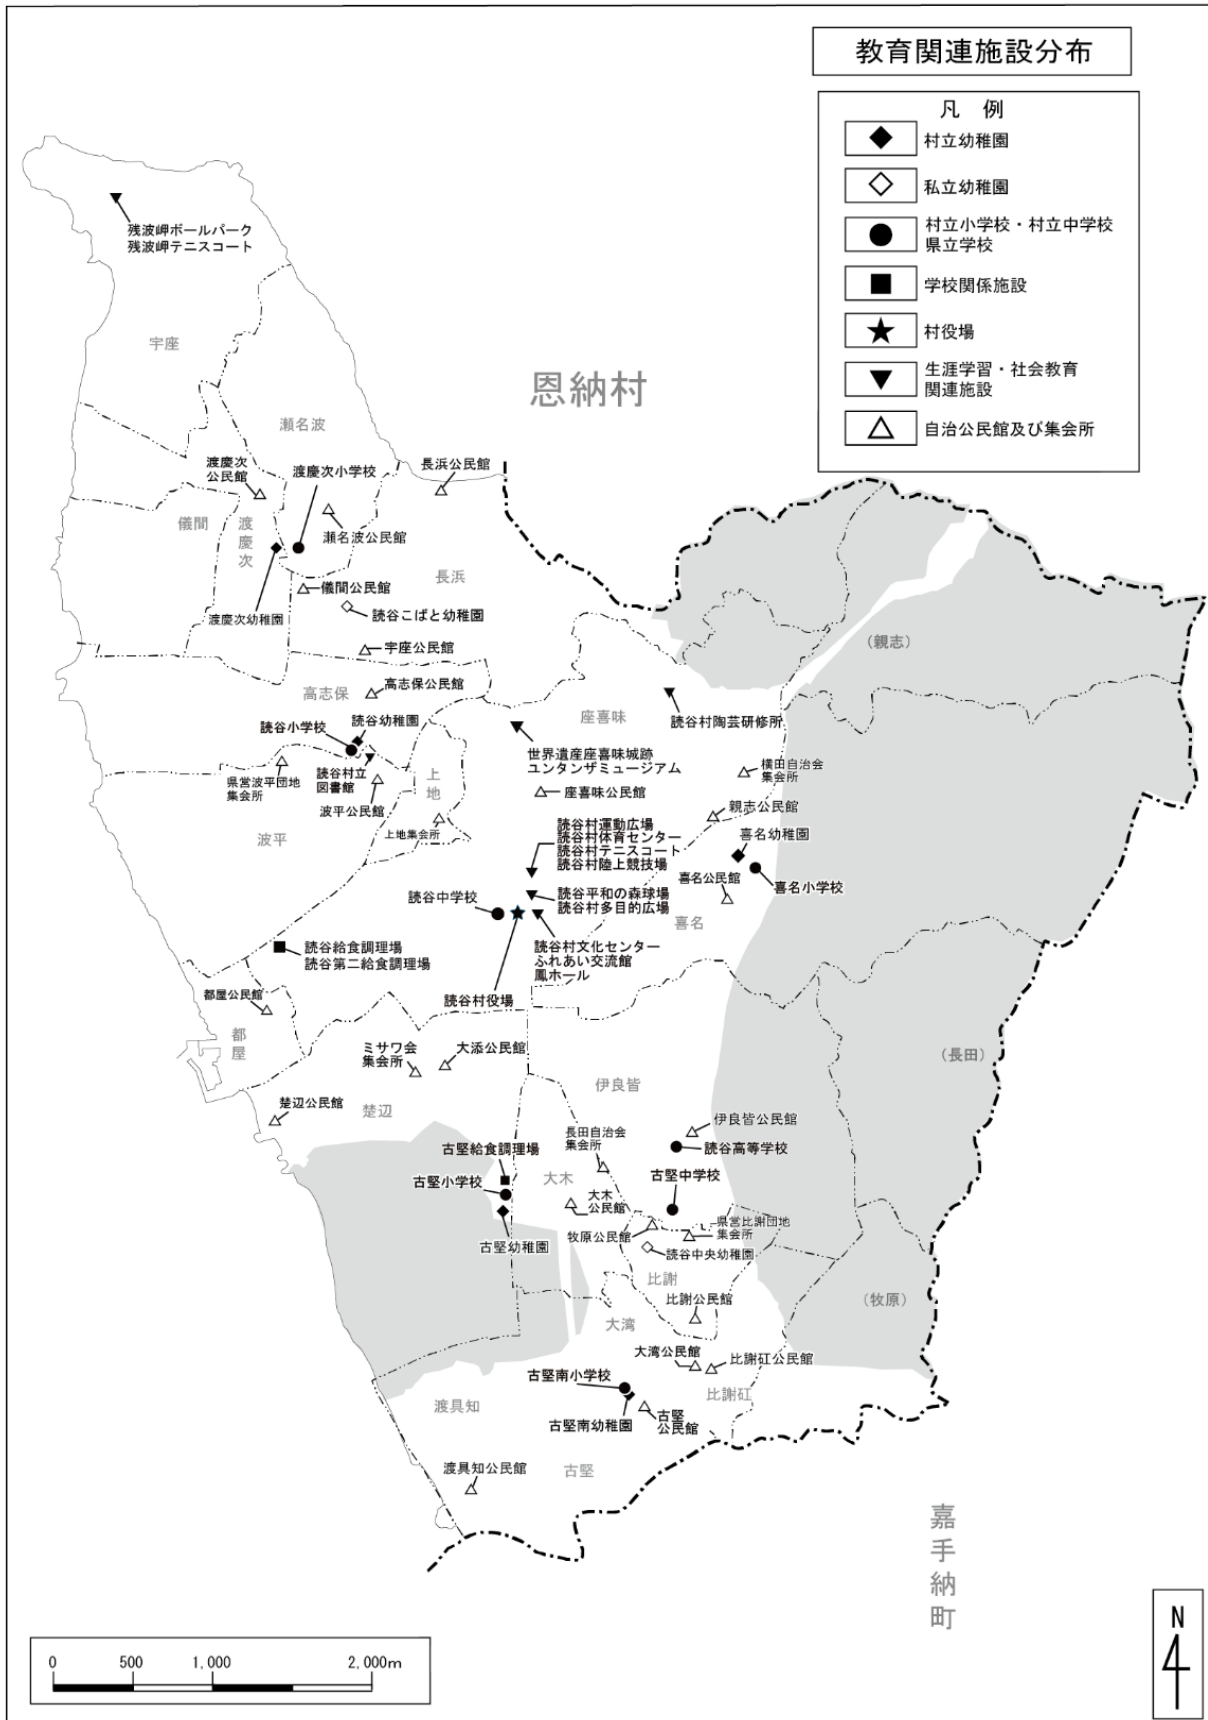 教育関連施設分布
凡 例
村立幼稚園
私立幼稚園
村立小学校・村立中学校
県立学校
学校関係施設
村役場
生涯学習・社会教育
関連施設
自治公民館及び集会所
残波岬ボールパーク
残波岬テニスコート
宇座
恩納村
瀬名波
渡慶次
公民館
渡慶次小学校
長浜公民館
儀間
渡慶次
瀬名波公民館
長浜
儀間公民館
渡慶次幼稚園
読谷こばと幼稚園
宇座公民館
(親志)
高志保
高志保公民館
座喜味
読谷村陶芸研修所
読谷小学校
読谷幼稚園
世界遺産座喜味城跡
ユンタンザミュージアム
県営波平団地
集会所
読谷村立
図書館
波平公民館
上地
上地集会所
座喜味公民館
横田自治会
集会所
親志公民館
波平
読谷村運動広場
読谷村体育センター
読谷村テニスコート
読谷村陸上競技場
喜名幼稚園
喜名公民館
喜名小学校
読谷中学校
読谷平和の森球場
読谷村多目的広場
喜名
読谷給食調理場
読谷第二給食調理場
読谷村文化センター
ふれあい交流館
鳳ホール
都屋公民館
読谷村役場
都屋
ミサワ会
集会所
大添公民館
伊良皆
(長田)
楚辺公民館
楚辺
長田自治会
集会所
伊良皆公民館
古堅給食調理場
読谷高等学校
古堅小学校
大木
古堅中学校
大木
公民館
県営比謝団地
集会所
牧原公民館
古堅幼稚園
読谷中央幼稚園
比謝
比謝公民館
(牧原)
大湾
大湾公民館
比謝矼公民館
古堅南小学校
比謝矼
渡具知
古堅南幼稚園
古堅
公民館
渡具知公民館
古堅
嘉手納町
N
0 500 1,000 2,000m